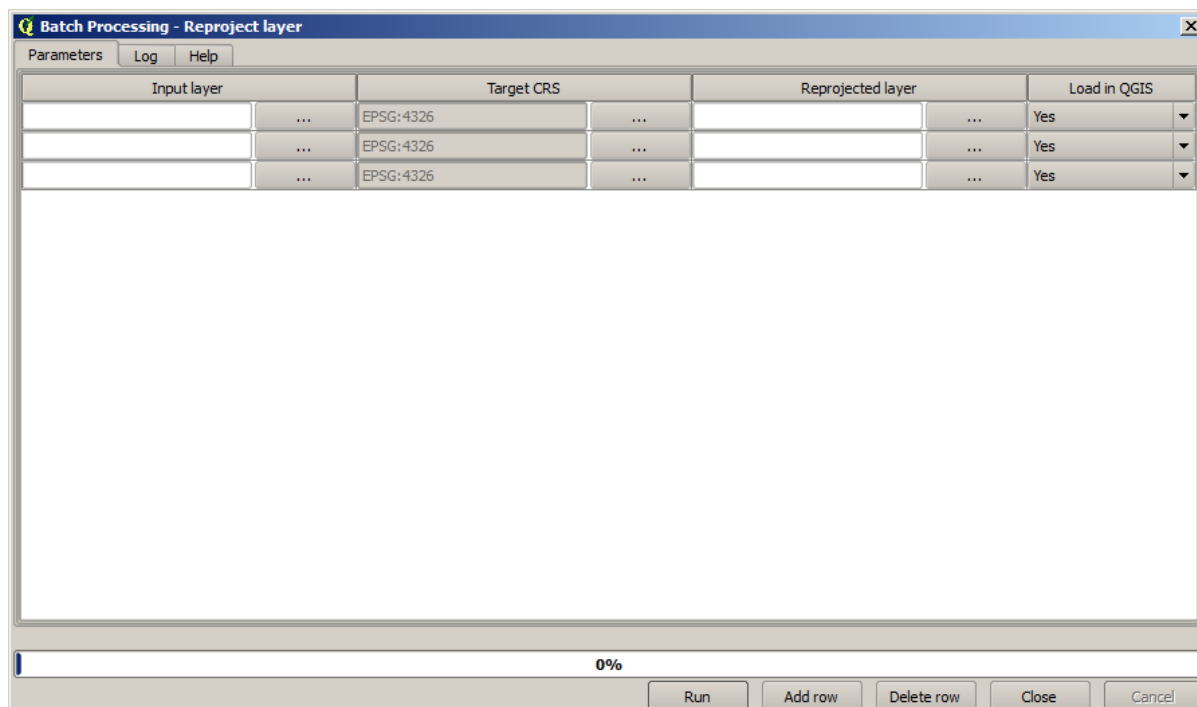 Batch Processing - Reproject layer
Parameters Log Help
Input layer Target CRS Reprojected layer Load in QGIS
... EPSG:4326 ... ... Yes
... EPSG:4326 ... ... Yes
... EPSG:4326 ... ... Yes
0%
Run Add row Delete row Close Cancel